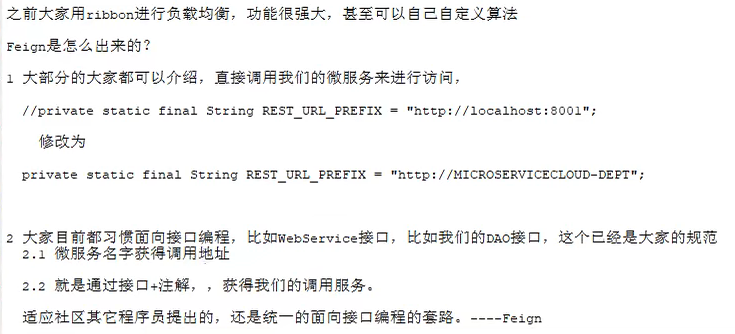 之前大家用ribbon进行负载均衡，功能很强大，甚至可以自己自定义算法
Feign是怎么出来的？
1 大部分的大家都可以介绍，直接调用我们的微服务来进行访问，
//private static final String REST_URL_PREFIX = "http://localhost:8001";
修改为
private static final String REST_URL_PREFIX = "http://MICROSERVICECLOUD-DEPT";
2 大家目前都习惯面向接口编程，比如WebService接口，比如我们的DAO接口，这个已经是大家的规范
2.1 微服务名字获得调用地址
2.2 就是通过接口+注解，，获得我们的调用服务。
适应社区其它程序员提出的，还是统一的面向接口编程的套路。----Feign